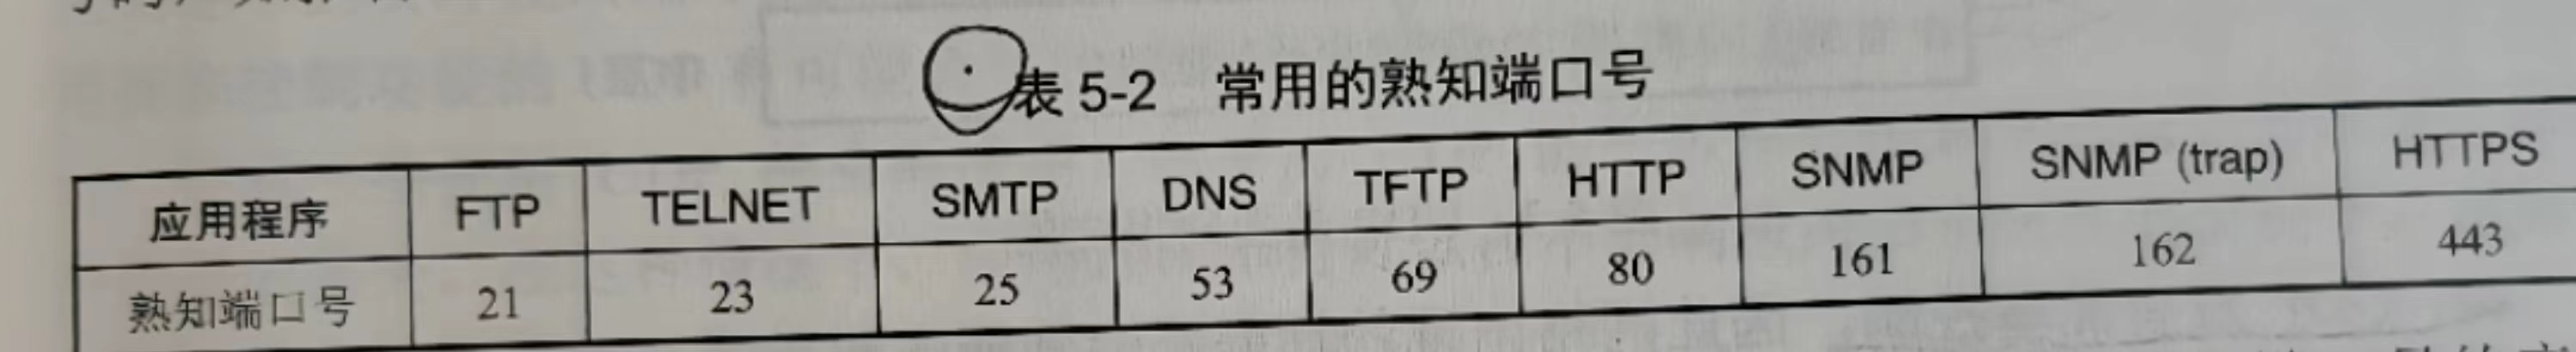 表 5-2 常用的熟知端口号
应用程序 FTP TELNET SMTP DNS TFTP HTTP SNMP SNMP (trap) HTTPS
熟知端口号 21 23 25 53 69 80 161 162 443